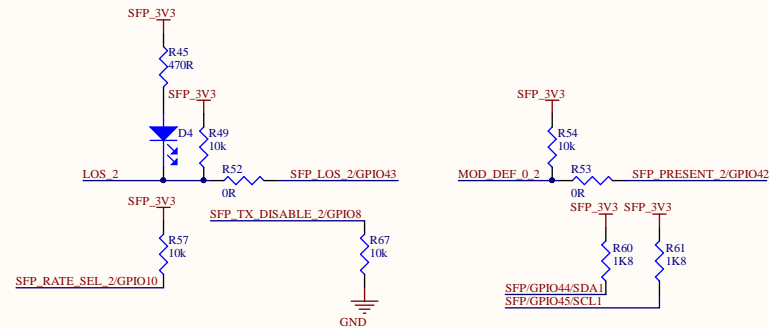 SFP_3V3
R45
470R
SFP_3V3
D4
R49
10k
R52
LOS_2
SFP_LOS_2/GPIO43
0R
SFP_3V3
R54
10k
R53
MOD_DEF_0_2
SFP_PRESENT_2/GPIO42
0R
SFP_3V3
R57
10k
SFP_RATE_SEL_2/GPIO10
SFP_TX_DISABLE_2/GPIO8
R67
10k
GND
SFP_3V3
SFP_3V3
R60
1K8
R61
1K8
SFP/GPIO44/SDA1
SFP/GPIO45/SCL1